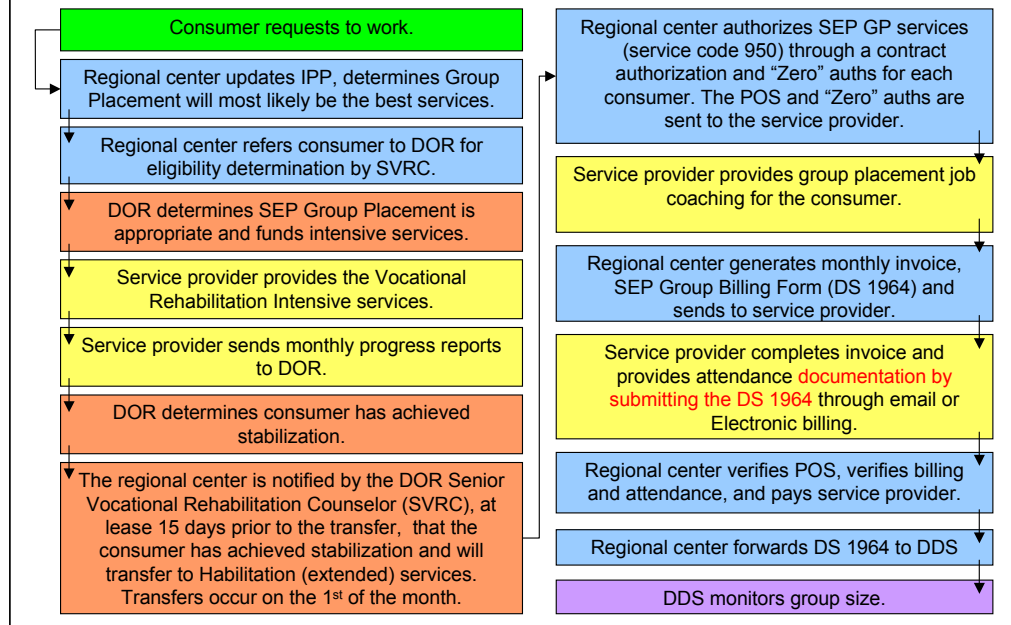 Consumer requests to work.
Regional center updates IPP, determines Group
Placement will most likely be the best services.
Regional center refers consumer to DOR for
eligibility determination by SVRC.
DOR determines SEP Group Placement is
appropriate and funds intensive services.
Service provider provides the Vocational
Rehabilitation Intensive services.
Service provider sends monthly progress reports
to DOR.
DOR determines consumer has achieved
stabilization.
The regional center is notified by the DOR Senior
Vocational Rehabilitation Counselor (SVRC), at
lease 15 days prior to the transfer, that the
consumer has achieved stabilization and will
transfer to Habilitation (extended) services.
Transfers occur on the 1st of the month.
Regional center authorizes SEP GP services
(service code 950) through a contract
authorization and “Zero” auths for each
consumer. The POS and “Zero” auths are
sent to the service provider.
Service provider provides group placement job
coaching for the consumer.
Regional center generates monthly invoice,
SEP Group Billing Form (DS 1964) and
sends to service provider.
Service provider completes invoice and
provides attendance documentation by
submitting the DS 1964 through email or
Electronic billing.
Regional center verifies POS, verifies billing
and attendance, and pays service provider.
Regional center forwards DS 1964 to DDS
DDS monitors group size.